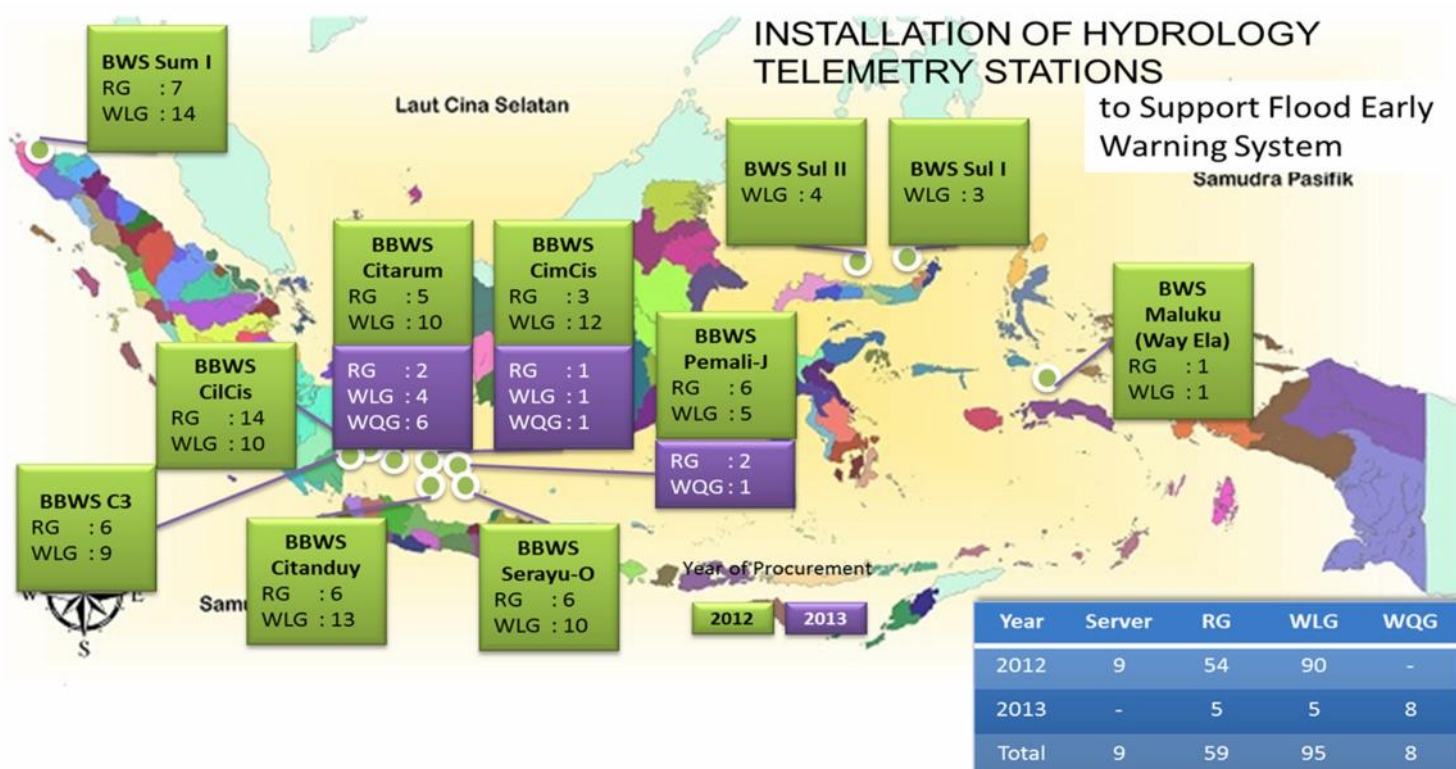 INSTALLATION OF HYDROLOGY
TELEMETRY STATIONS
to Support Flood Early
Warning System
Samudra Pasifik
Laut Cina Selatan
BWS Sum I
RG : 7
WLG : 14
BWS Sul II
WLG : 4
BWS Sul I
WLG : 3
BBWS
Citarum
RG : 5
WLG : 10
RG : 2
WLG : 4
WQG : 6
BBWS
CimCis
RG : 3
WLG : 12
RG : 1
WLG : 1
WQG : 1
BWS
Maluku
(Way Ela)
RG : 1
WLG : 1
BBWS
Pemali-J
RG : 6
WLG : 5
RG : 2
WQG : 1
BBWS
CilCis
RG : 14
WLG : 10
BBWS C3
RG : 6
WLG : 9
BBWS
Citanduy
RG : 6
WLG : 13
BBWS
Serayu-O
RG : 6
WLG : 10
E
S
Year of Procurement
2012 2013
Year Server RG WLG WQG
2012 9 54 90 -
2013 - 5 5 8
Total 9 59 95 8